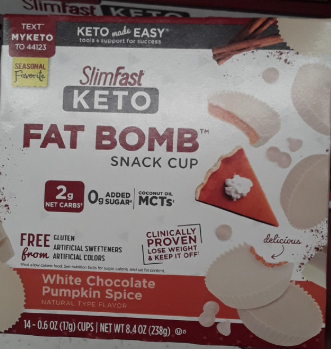 SlimFast KETO
TEXT
MYKETO
TO 44123
KETO made EASY®
tools + support for success
SEASONAL
Favorite
SlimFast
KETO
FAT BOMB™
SNACK CUP
2g
NET CARBS†
0g ADDED SUGAR*
COCONUT OIL
MCTs
CLINICALLY
PROVEN
LOSE WEIGHT
& KEEP IT OFF
delicious
FREE from
GLUTEN
ARTIFICIAL SWEETENERS
ARTIFICIAL COLORS
White Chocolate
Pumpkin Spice
NATURAL TYPE FLAVOR
14 - 0.6 OZ (17g) CUPS | NET WT 8.4 OZ (238g)